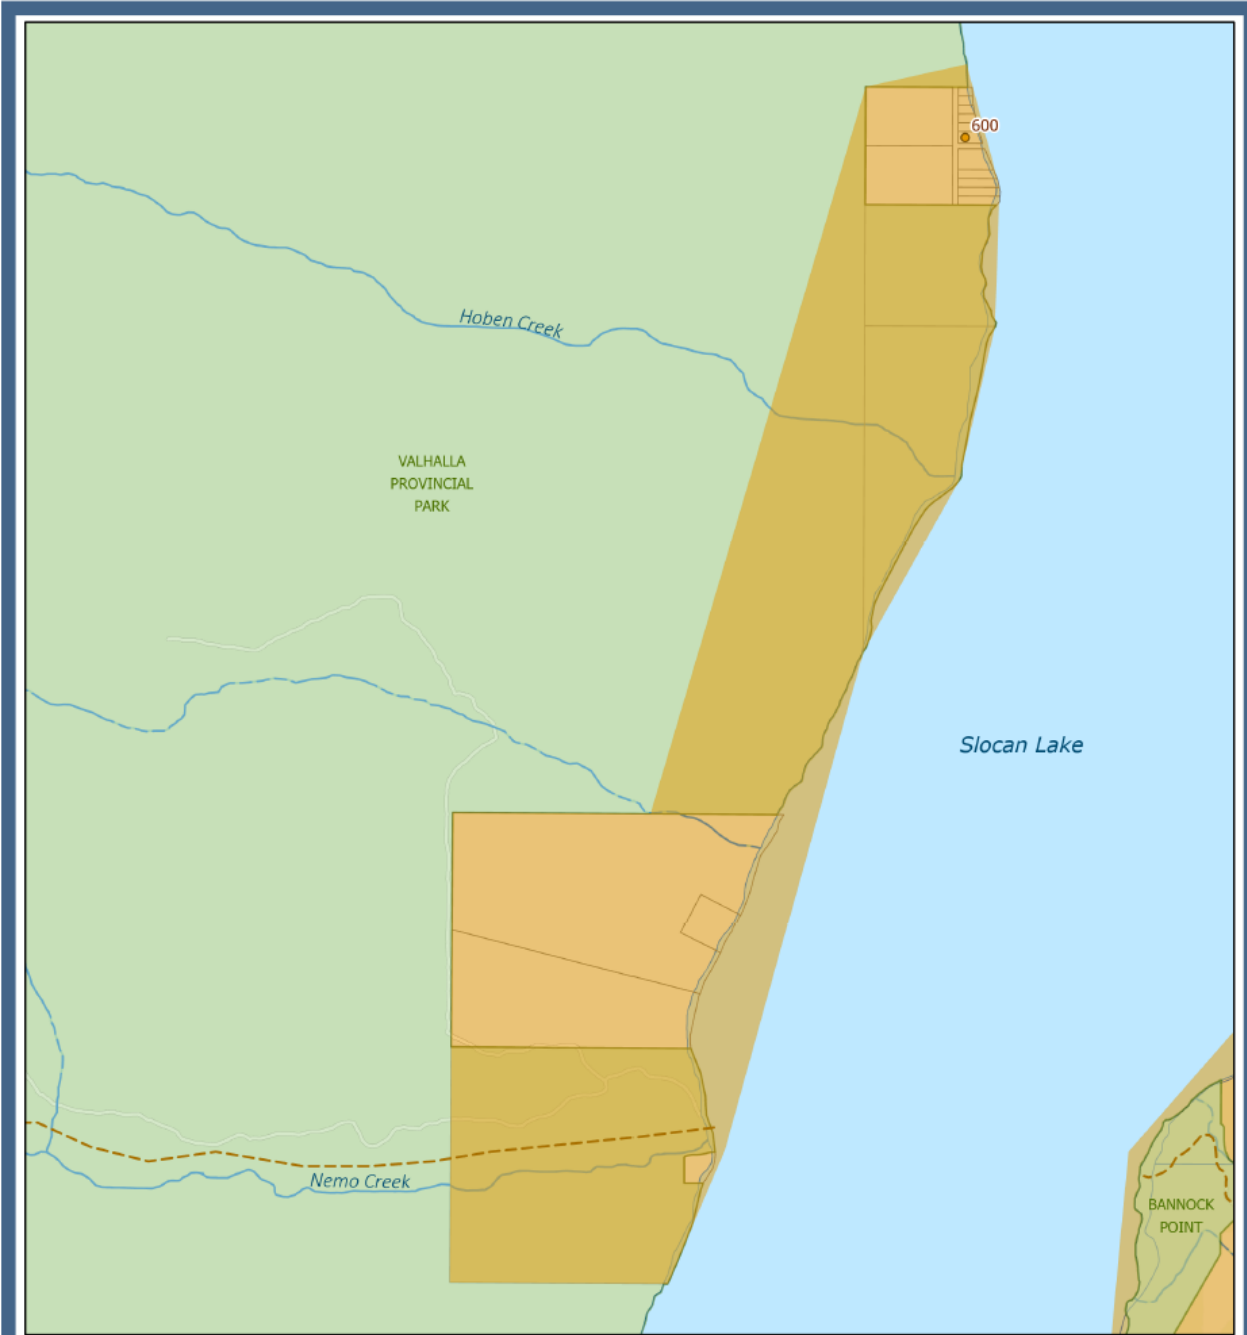 600
Hoben Creek
VALHALLA
PROVINCIAL
PARK
Slocan Lake
Nemo Creek
BANNOCK
POINT